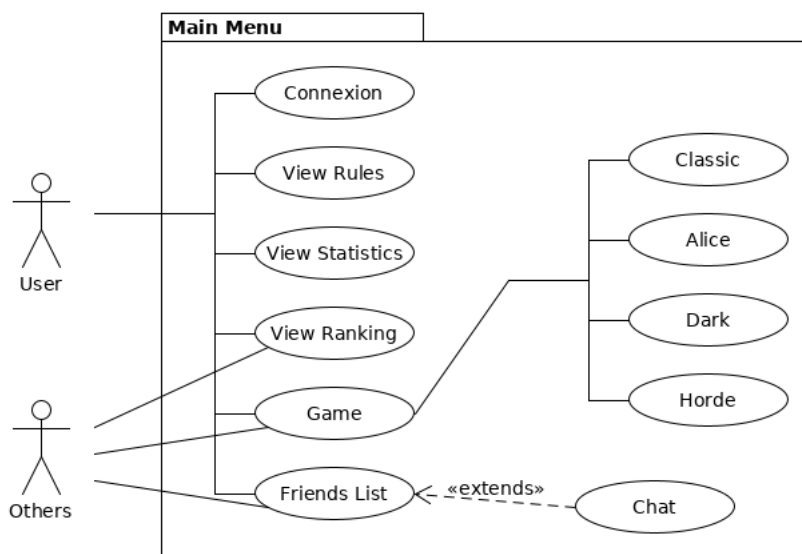 Main Menu
Connexion
View Rules
View Statistics
View Ranking
Game
Friends List
Classic
Alice
Dark
Horde
«extends»
Chat
User
Others